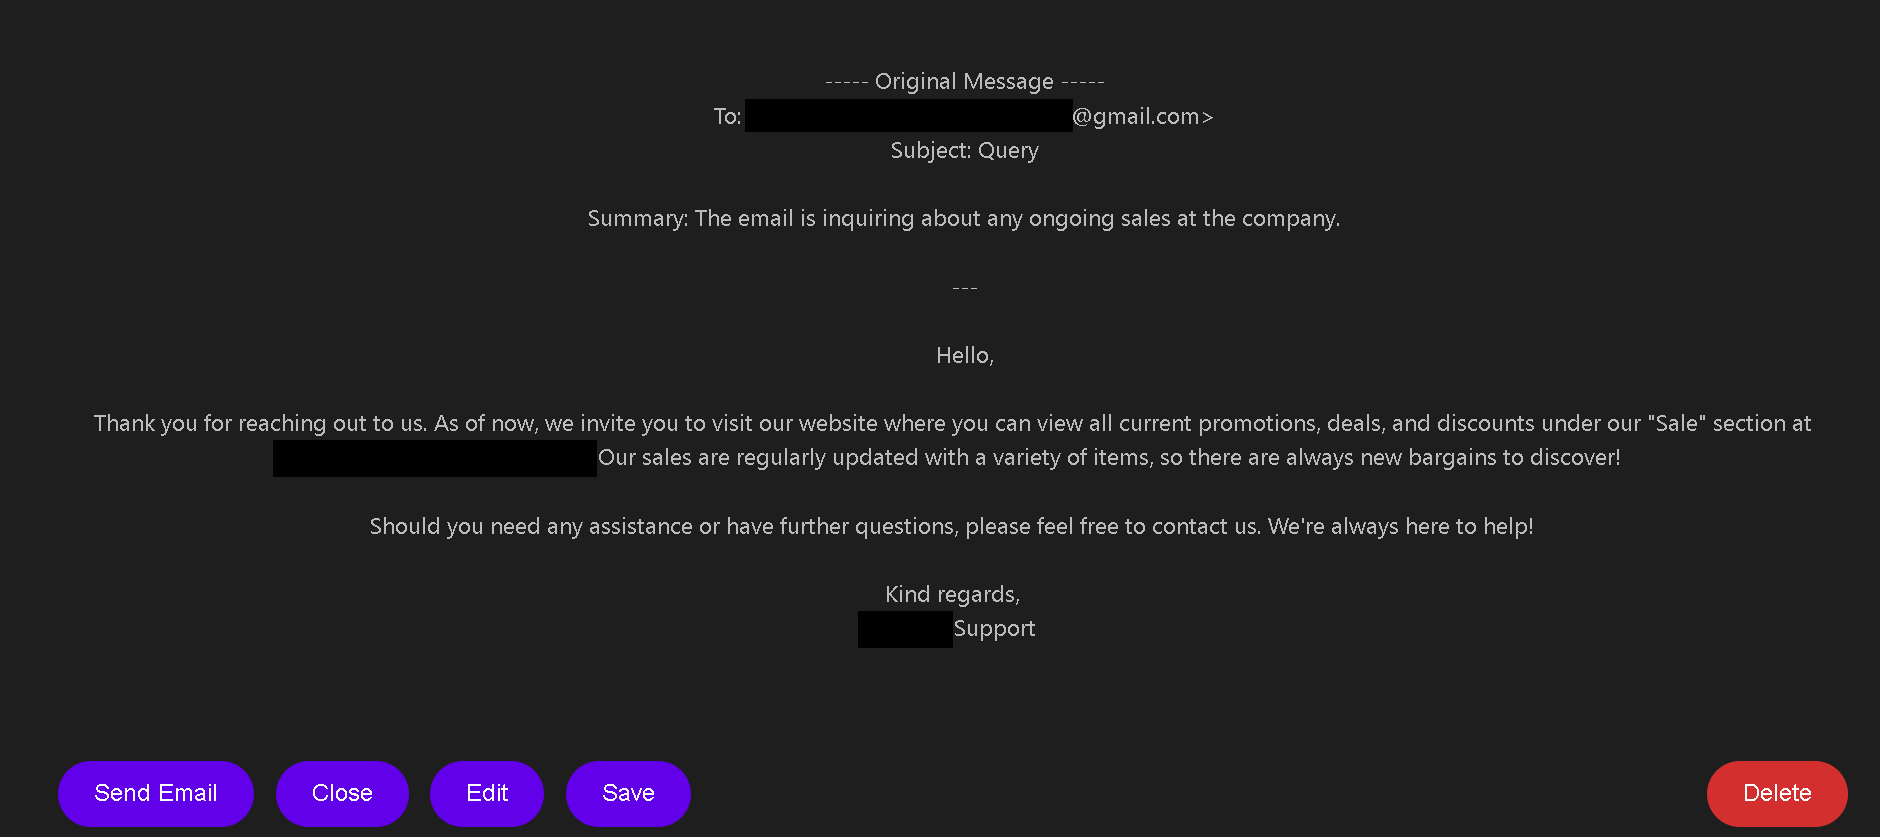 ----- Original Message -----
To: @gmail.com>
Subject: Query
Summary: The email is inquiring about any ongoing sales at the company.
---
Hello,
Thank you for reaching out to us. As of now, we invite you to visit our website where you can view all current promotions, deals, and discounts under our "Sale" section at
Our sales are regularly updated with a variety of items, so there are always new bargains to discover!
Should you need any assistance or have further questions, please feel free to contact us. We're always here to help!
Kind regards,
Support
Send Email Close Edit Save Delete